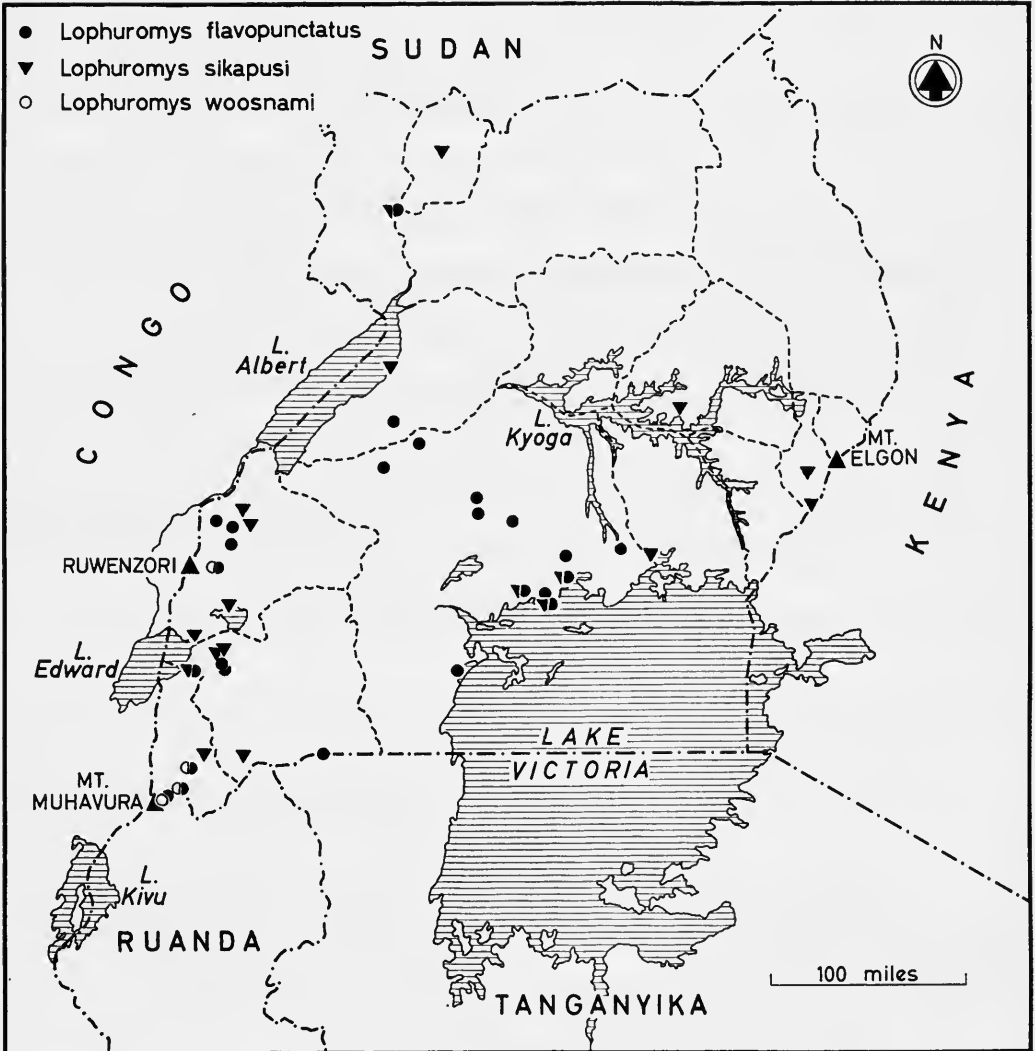 Lophuromys flavopunctatus
Lophuromys sikapusi
Lophuromys woosnami
SUDAN
N
CONGO
L.
Albert
L.
Kyoga
MT.
ELGON
KENYA
RUWENZORI
L.
Edward
LAKE
VICTORIA
MT.
MUHAVURA
L.
Kivu
RUANDA
100 miles
TANGANYIKA